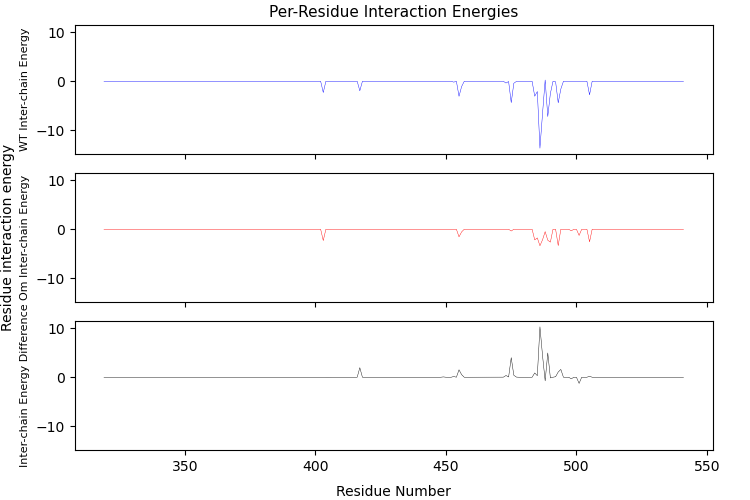 Per-Residue Interaction Energies
Residue interaction energy
WT Inter-chain Energy
10
0
−10
Om Inter-chain Energy
10
0
−10
Inter-chain Energy Difference
10
0
−10
350
400
450
500
550
Residue Number